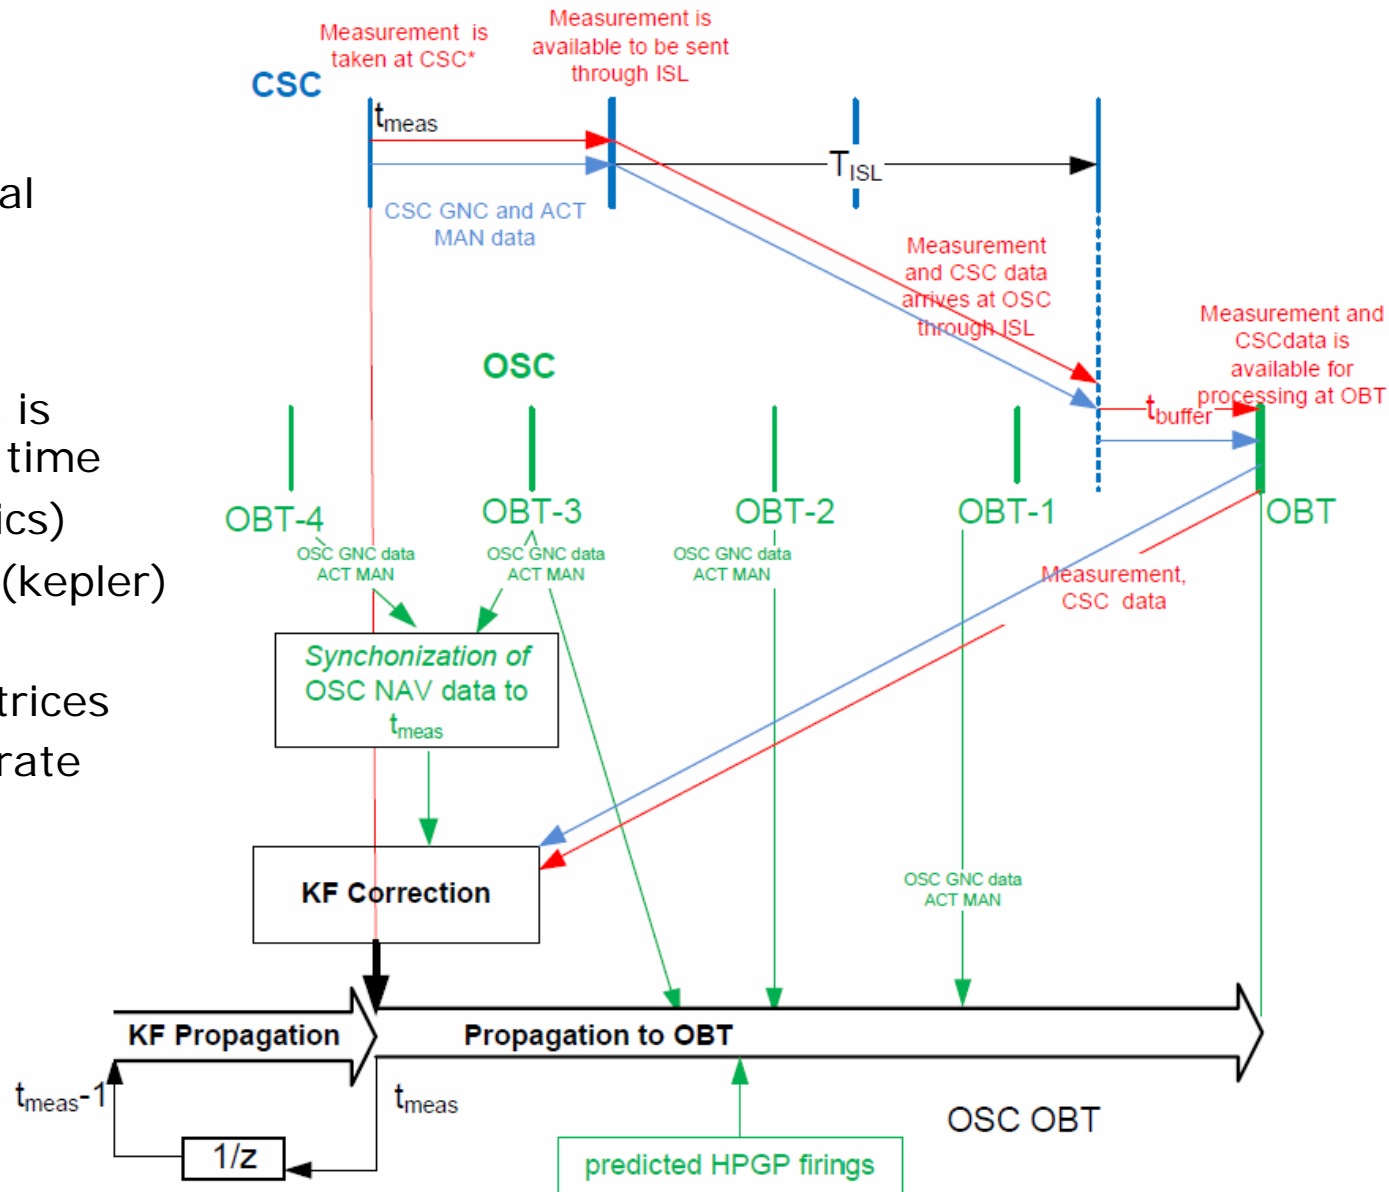 Measurement is
taken at CSC*
Measurement is
available to be sent
through ISL
CSC
tmeas
TISL
al
CSC GNC and ACT
MAN data
Measurement
and CSC data
arrives at OSC
through ISL
Measurement and
CSCdata is
available for
processing at OBT
OSC
is
time
ics)
(kepler)
trices
rate
tbuffer
OBT-4
OBT-3
OBT-2
OBT-1
OBT
OSC GNC data
ACT MAN
OSC GNC data
ACT MAN
OSC GNC data
ACT MAN
Measurement,
CSC data
Synchonization of
OSC NAV data to
tmeas
KF Correction
OSC GNC data
ACT MAN
KF Propagation
Propagation to OBT
tmeas-1
tmeas
OSC OBT
1/z
predicted HPGP firings